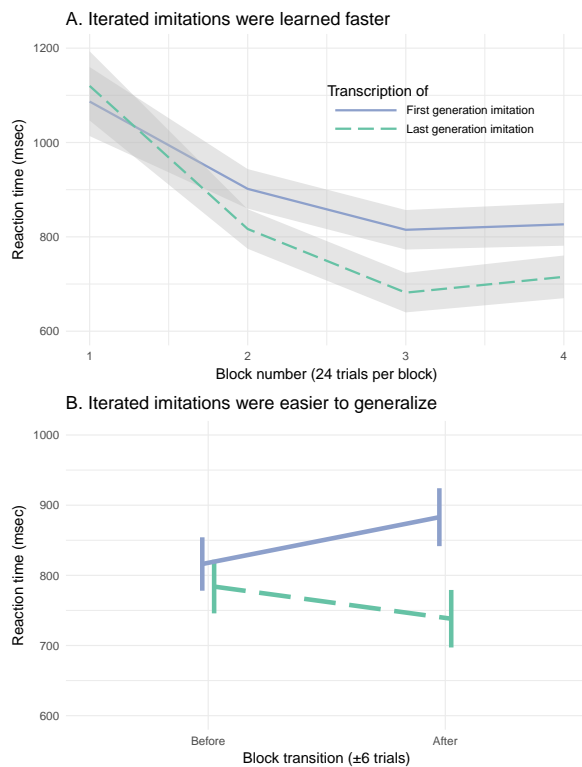 A. Iterated imitations were learned faster
1200
1000
800
600
Reaction time (msec)
Transcription of
First generation imitation
Last generation imitation
1 2 3 4
Block number (24 trials per block)
B. Iterated imitations were easier to generalize
1000
900
800
700
600
Reaction time (msec)
Before After
Block transition (±6 trials)